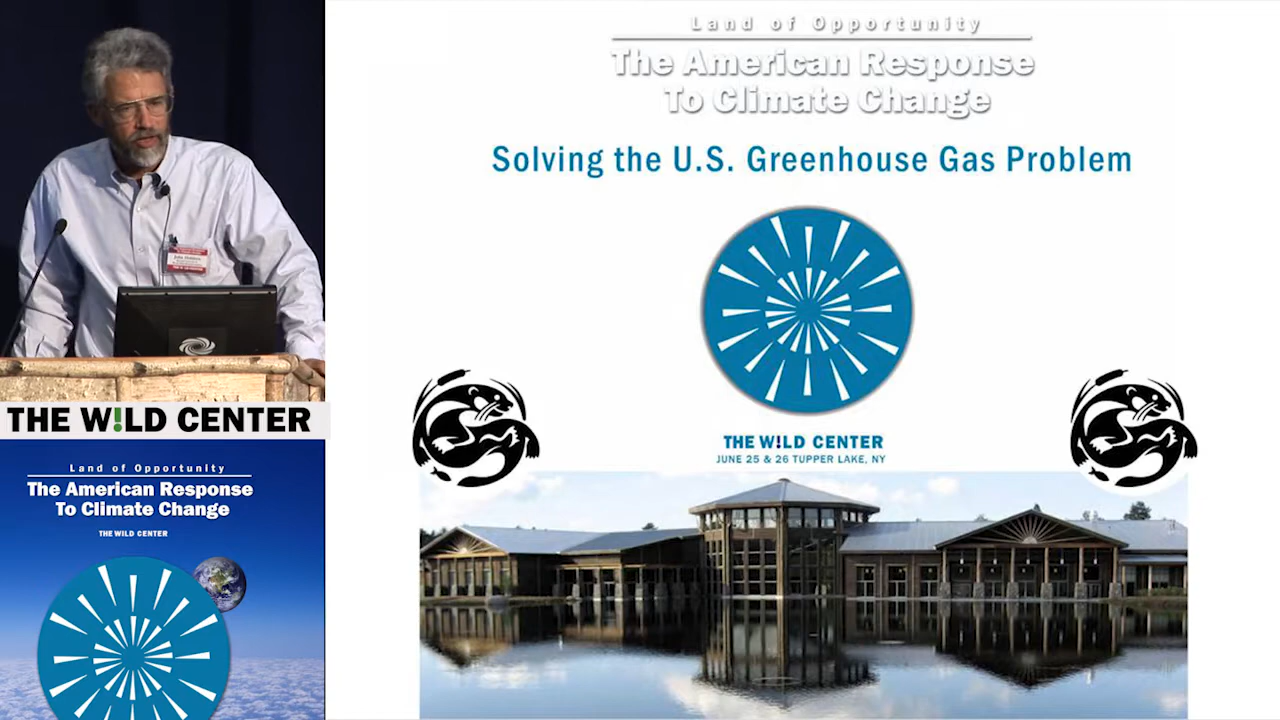 Land of Opportunity
The American Response
To Climate Change
Solving the U.S. Greenhouse Gas Problem
THE W!LD CENTER
JUNE 25 & 26 TUPPER LAKE, NY
THE W!LD CENTER
Land of Opportunity
The American Response
To Climate Change
THE WILD CENTER